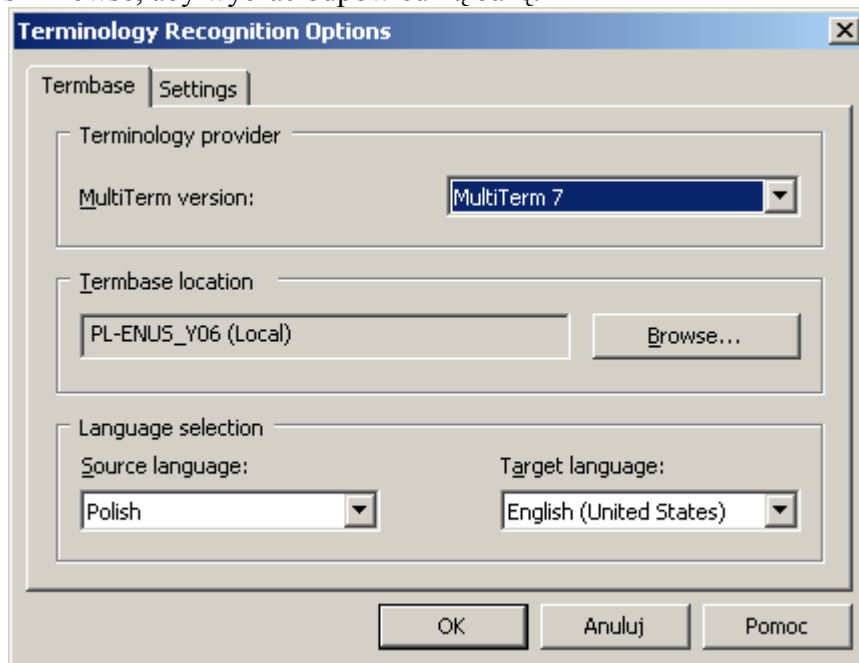 aby
Terminology Recognition Options
Termbase Settings
Terminology provider
MultiTerm version: MultiTerm 7
Termbase location
PL-ENUS_Y06 (Local) Browse...
Language selection
Source language: Target language:
Polish English (United States)
OK Anuluj Pomoc